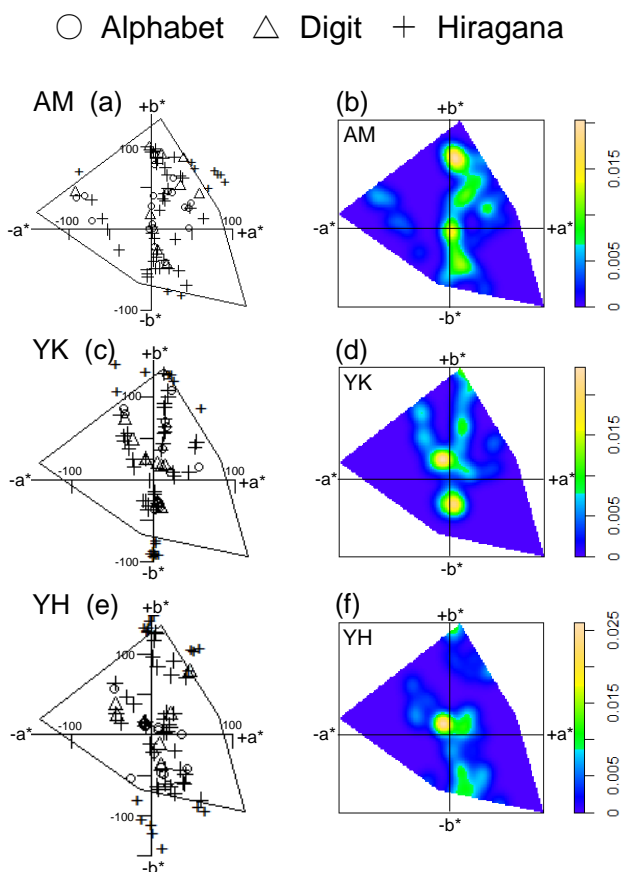 ○ Alphabet △ Digit + Hiragana
AM (a)
+b*
100
-a*
-100
100
+a*
-100
-b*
(b)
+b*
AM
-a*
+a*
-b*
0 0.005 0.015
YK (c)
+b*
100
-a*
-100
100
+a*
-100
-b*
(d)
+b*
YK
-a*
+a*
-b*
0 0.005 0.015
YH (e)
+b*
100
-a*
-100
100
+a*
-100
-b*
(f)
+b*
YH
-a*
+a*
-b*
0 0.005 0.015 0.025